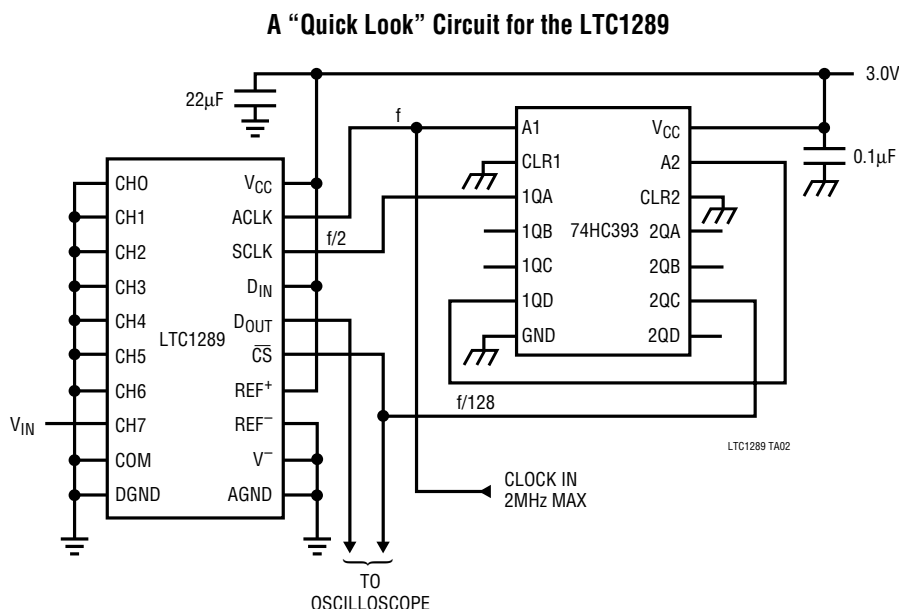 A “Quick Look” Circuit for the LTC1289
3.0V
22µF
f
A1
VCC
CLR1
A2
0.1µF
1QA
CLR2
1QB
74HC393
2QA
1QC
2QB
1QD
2QC
GND
2QD
CH0
VCC
CH1
ACLK
CH2
SCLK
f/2
CH3
DIN
CH4
DOUT
LTC1289
CH5
C̅S̅
CH6
REF+
f/128
VIN
CH7
REF−
COM
V−
DGND
AGND
LTC1289 TA02
CLOCK IN
2MHz MAX
TO
OSCILLOSCOPE